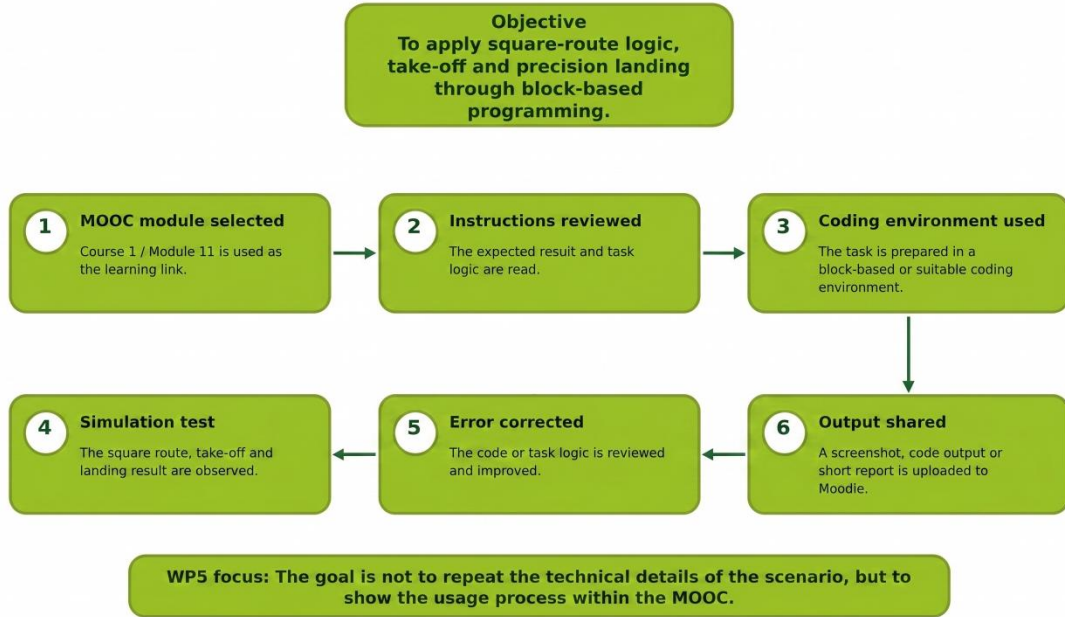 Objective
To apply square-route logic,
take-off and precision landing
through block-based
programming.
1
MOOC module selected
Course 1 / Module 11 is used as
the learning link.
2
Instructions reviewed
The expected result and task
logic are read.
3
Coding environment used
The task is prepared in a
block-based or suitable coding
environment.
4
Simulation test
The square route, take-off and
landing result are observed.
5
Error corrected
The code or task logic is reviewed
and improved.
6
Output shared
A screenshot, code output or
short report is uploaded to
Moodie.
WP5 focus: The goal is not to repeat the technical details of the scenario, but to
show the usage process within the MOOC.